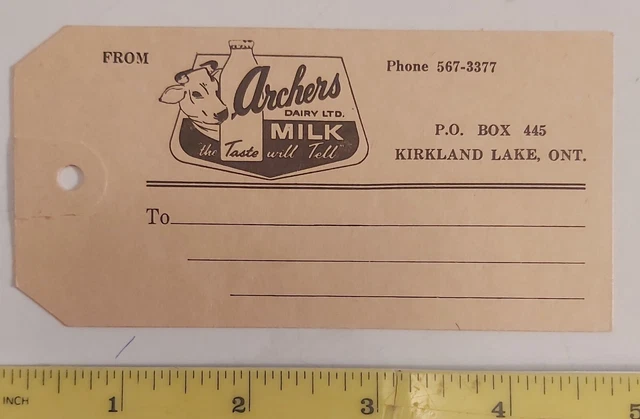 FROM
Archers
DAIRY LTD.
MILK
"the Taste will Tell"
Phone 567-3377
P.O. BOX 445
KIRKLAND LAKE, ONT.
To
INCH 1 2 3 4 5